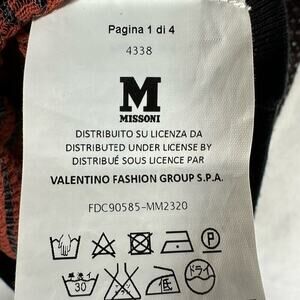 Pagina 1 di 4
4338
M
MISSONI
DISTRIBUITO SU LICENZA DA
DISTRIBUTED UNDER LICENSE BY
DISTRIBUÉ SOUS LICENCE PAR
VALENTINO FASHION GROUP S.P.A.
FDC90585-MM2320
P
30 ドライ